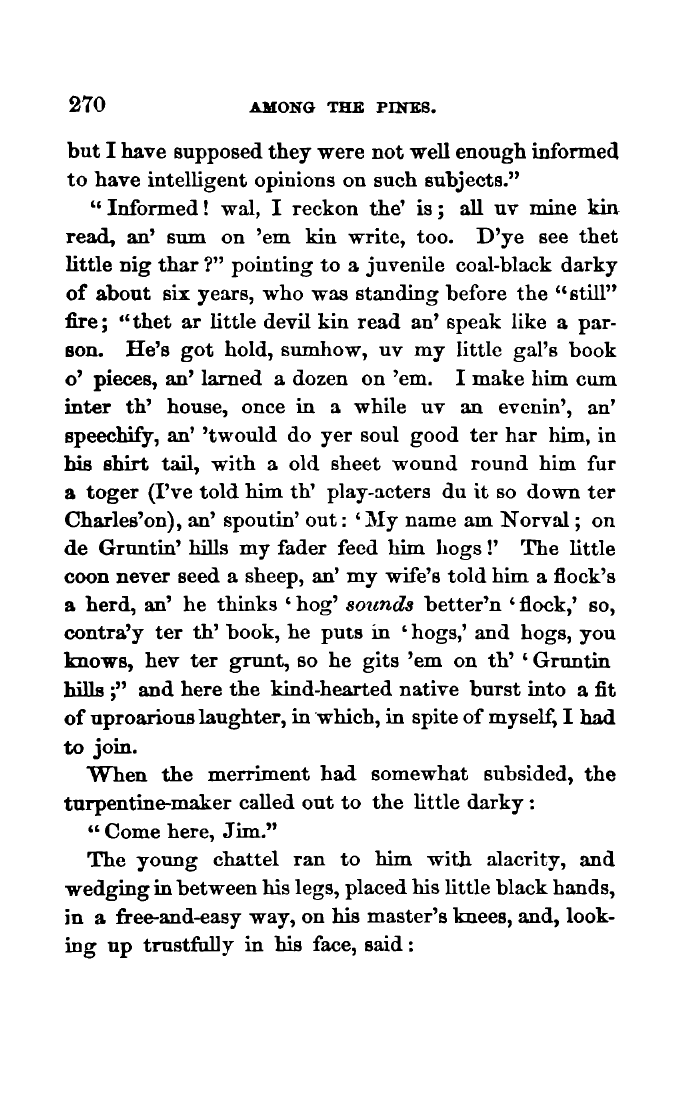 270 AMONG THE PINES.
but I have supposed they were not well enough informed
to have intelligent opinions on such subjects."
" Informed! wal, I reckon the' is; all uv mine kin
read, an' sum on 'em kin write, too. D'ye see thet
little nig thar?" pointing to a juvenile coal-black darky
of about six years, who was standing before the "still"
fire; "thet ar little devil kin read an' speak like a par-
son. He's got hold, sumhow, uv my little gal's book
o' pieces, an' larned a dozen on 'em. I make him cum
inter th' house, once in a while uv an evenin', an'
speechify, an' 'twould do yer soul good ter har him, in
his shirt tail, with a old sheet wound round him fur
a toger (I've told him th' play-acters du it so down ter
Charles'on), an' spoutin' out: 'My name am Norval; on
de Gruntin' hills my fader feed him hogs!' The little
coon never seed a sheep, an' my wife's told him a flock's
a herd, an' he thinks 'hog' sounds better'n 'flock,' so,
contra'y ter th' book, he puts in 'hogs,' and hogs, you
knows, hev ter grunt, so he gits 'em on th' 'Gruntin
hills;" and here the kind-hearted native burst into a fit
of uproarious laughter, in which, in spite of myself, I had
to join.
When the merriment had somewhat subsided, the
turpentine-maker called out to the little darky:
"Come here, Jim."
The young chattel ran to him with alacrity, and
wedging in between his legs, placed his little black hands,
in a free-and-easy way, on his master's knees, and, look-
ing up trustfully in his face, said: